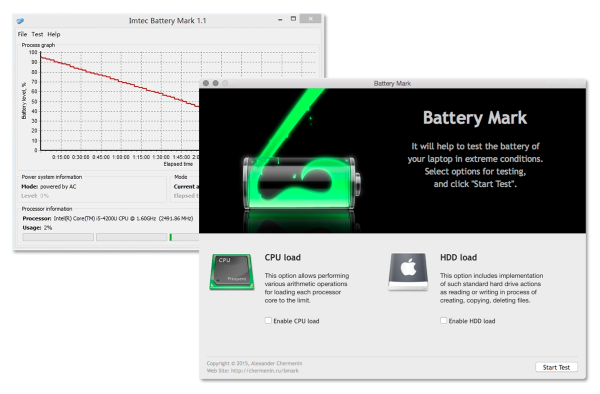 Imtec Battery Mark 1.1
File Test Help
Process graph
100
90
80
70
60
50
40
30
20
10
0
Battery level, %
0:15:00 0:30:00 0:45:00 1:00:00 1:15:00 1:30:00 1:45:00
Elapsed time
Power system information
Mode: powered by AC
Level: 0%
Mode
Current
Elapsed
Processor information
Processor: Intel(R) Core(TM) i5-4200U CPU @ 1.60GHz (2491.86 MHz)
Usage: 2%
Battery Mark
Battery Mark
It will help to test the battery of
your laptop in extreme conditions.
Select options for testing,
and click "Start Test".
CPU
CPU load
This option allows performing
various arithmetic operations
for loading each processor
core to the limit.
Enable CPU load
HDD load
This option includes implementation
of such standard hard drive actions
as reading or writing in process of
creating, copying, deleting files.
Enable HDD load
Copyright © 2015, Alexander Chermenin
Web Site: http://chermenin.ru/bmark
Start Test